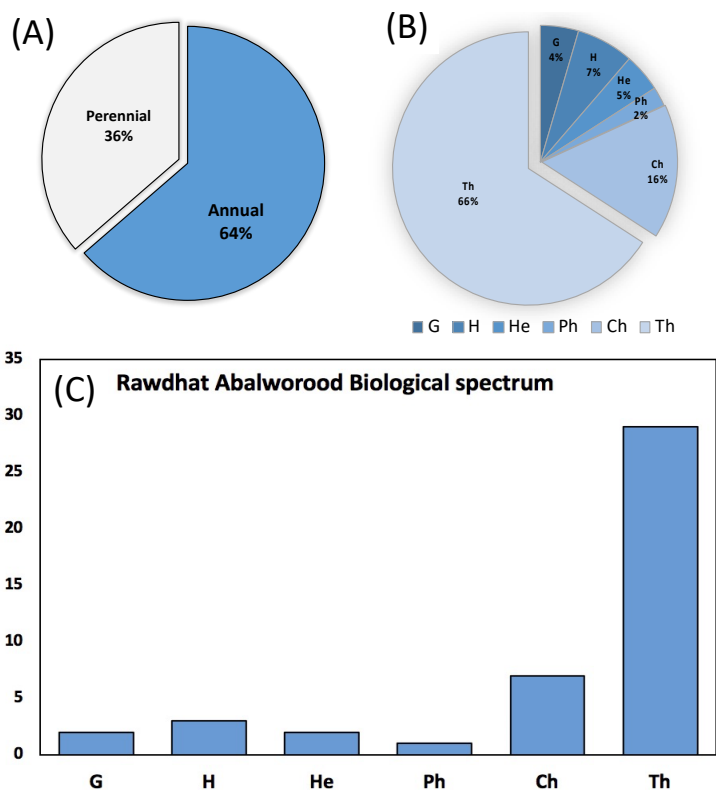 (A)
Perennial
36%
Annual
64%
(B)
G
4%
H
7%
He
5%
Ph
2%
Ch
16%
Th
66%
G H He Ph Ch Th
(C) Rawdhat Abalworood Biological spectrum
35
30
25
20
15
10
5
0
G H He Ph Ch Th